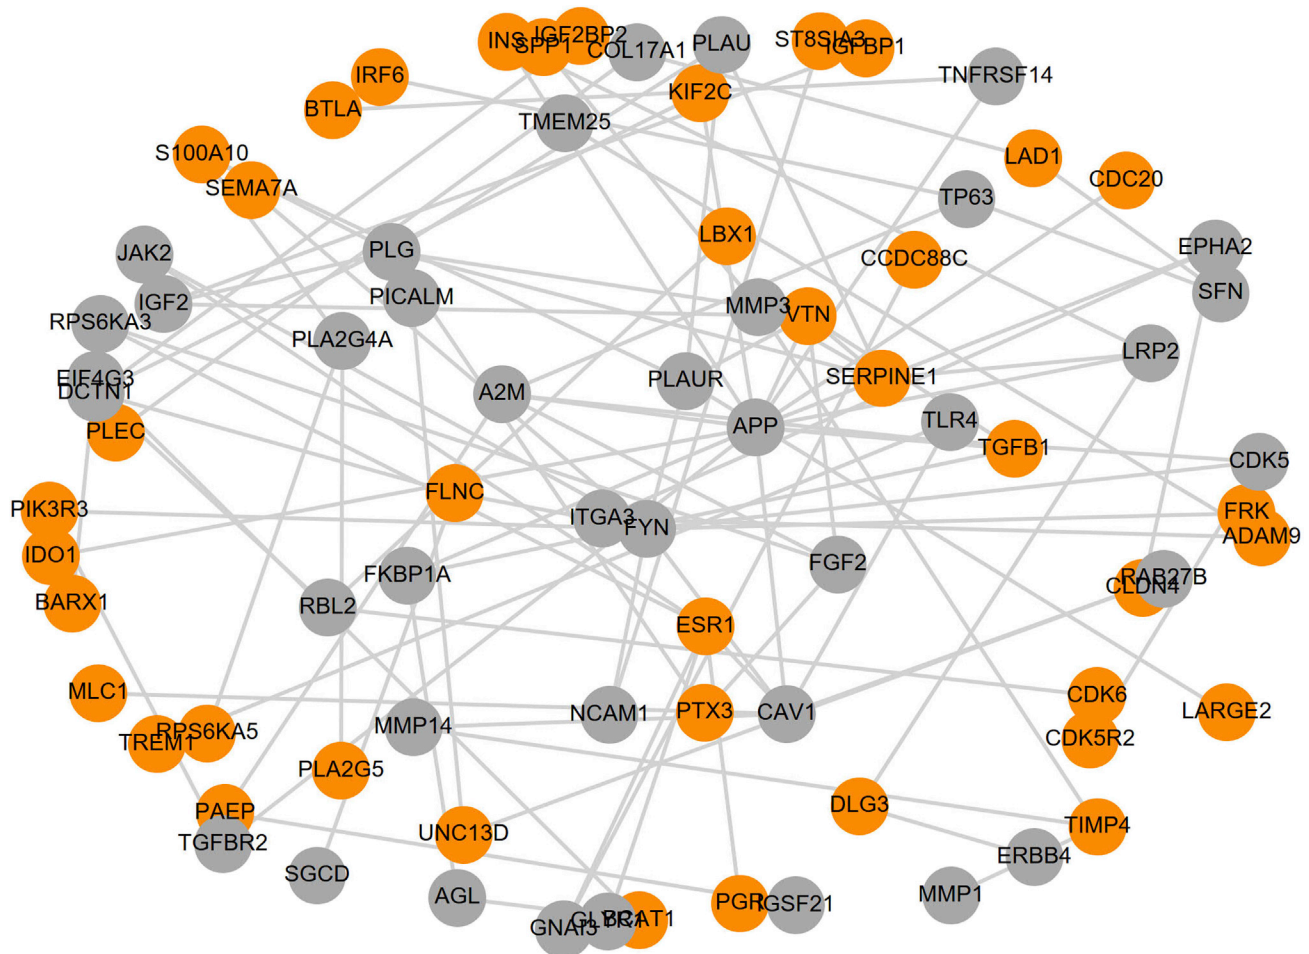 INS
SPP1
IGF2BP2
COL17A1
PLAU
ST8SIA3
IGFBP1
IRF6
KIF2C
TNFRSF14
BTLA
TMEM25
S100A10
LAD1
SEMA7A
CDC20
TP63
LBX1
JAK2
PLG
CCDC88C
EPHA2
SFN
IGF2
PICALM
MMP3
VTN
RPS6KA3
PLA2G4A
LRP2
EIF4G3
DCTN1
A2M
PLAUR
SERPINE1
PLEC
APP
TLR4
TGFB1
CDK5
FLNC
PIK3R3
ITGA3
FYN
FRK
ADAM9
IDO1
FKBP1A
FGF2
RAB27B
CLDN4
BARX1
RBL2
ESR1
MLC1
CDK6
RPS6KA5
TREM1
MMP14
NCAM1
PTX3
CAV1
LARGE2
CDK5R2
PLA2G5
PAEP
DLG3
TIMP4
TGFBR2
UNC13D
ERBB4
SGCD
AGL
MMP1
PGR
IGSF21
GNAI3